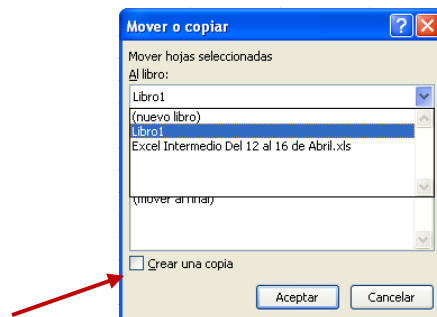 Mover o copiar
Mover hojas seleccionadas
Al libro:
Libro1
(nuevo libro)
Libro1
Excel Intermedio Del 12 al 16 de Abril.xls
(mover al final)
Crear una copia
Aceptar Cancelar